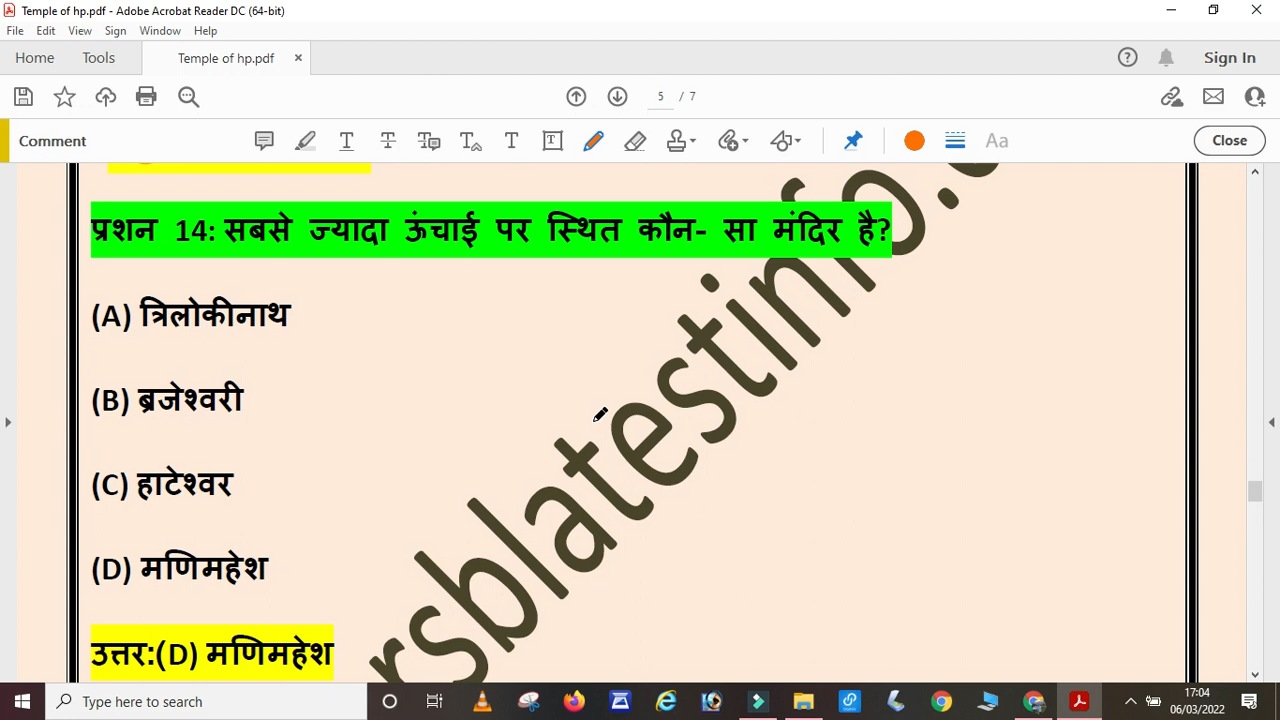 Temple of hp.pdf - Adobe Acrobat Reader DC (64-bit)
File Edit View Sign Window Help
Home Tools Temple of hp.pdf × Sign In
5 / 7
Comment Aa Close
प्रशन 14: सबसे ज्यादा ऊंचाई पर स्थित कौन- सा मंदिर है?
(A) त्रिलोकीनाथ
(B) ब्रजेश्वरी
(C) हाटेश्वर
(D) मणिमहेश
उत्तर:(D) मणिमहेश
rsblatestinfo.
Type here to search
17:04
06/03/2022